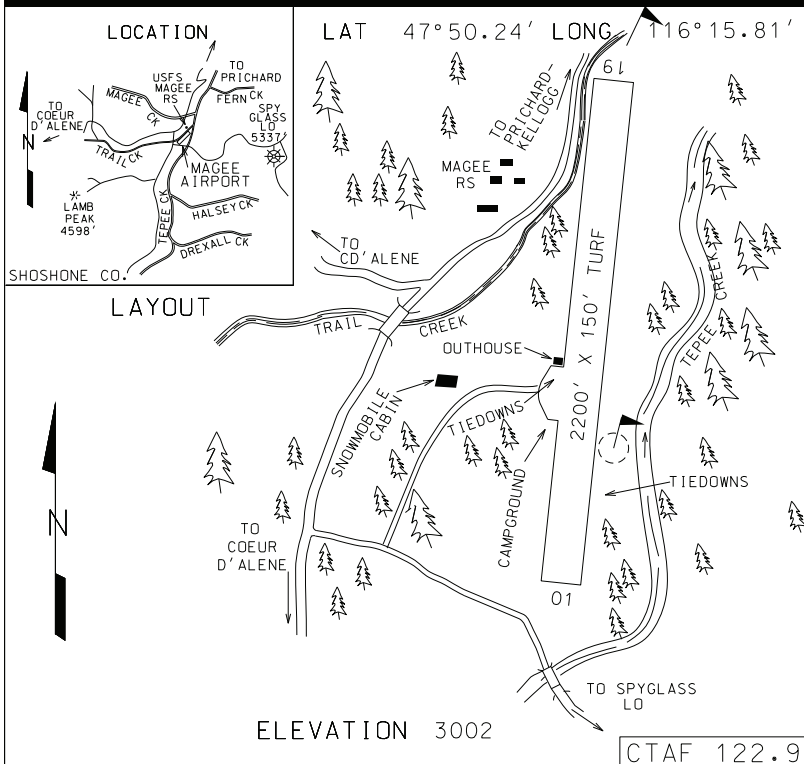 LOCATION
TO
PRICHARD
USFS
MAGEE
RS
MAGEE
CK
FERN CK
TO
COEUR
D'ALENE
SPY
GLASS
LO
5337'
N
TRAIL CK
MAGEE
AIRPORT
LAMB
PEAK
4598'
TEPEE CK
HALSEY CK
DREXALL CK
SHOSHONE CO.
LAT 47°50.24' LONG 116°15.81'
LAYOUT
19
TO
PRICHARD-
KELLOGG
MAGEE
RS
TO
CD'ALENE
TRAIL CREEK
OUTHOUSE
2200' X 150' TURF
TEPEE CREEK
SNOWMOBILE
CABIN
TIEDOWNS
CAMPGROUND
TIEDOWNS
N
TO
COEUR
D'ALENE
01
TO SPYGLASS
LO
ELEVATION 3002
CTAF 122.9